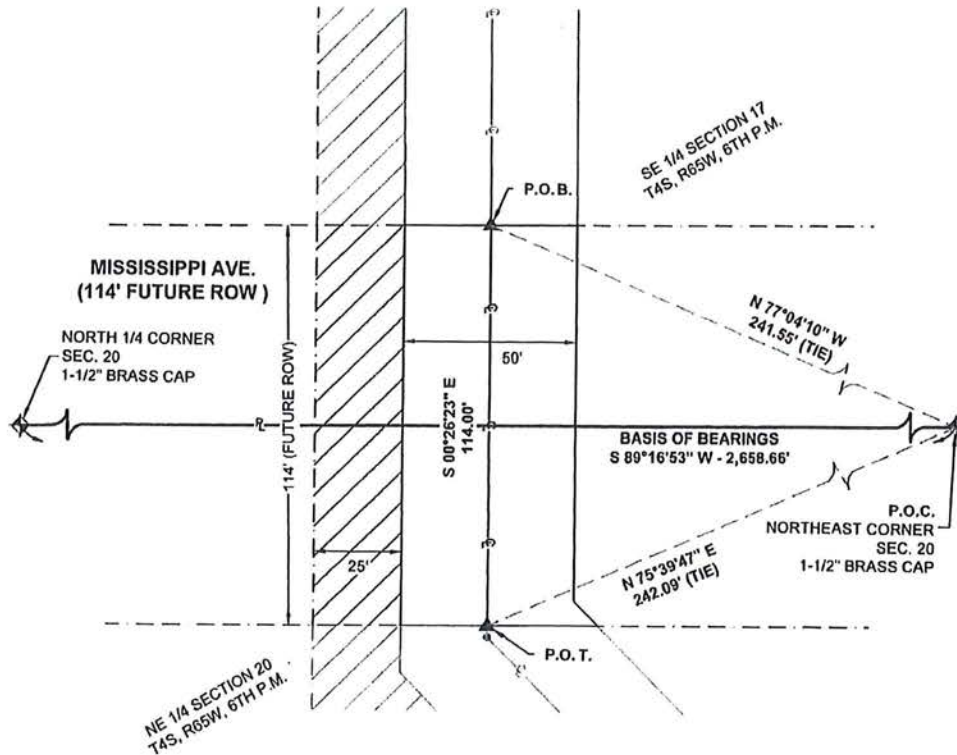 SE 1/4 SECTION 17
T4S, R65W, 6TH P.M.
P.O.B.
MISSISSIPPI AVE.
(114' FUTURE ROW )
NORTH 1/4 CORNER
SEC. 20
1-1/2" BRASS CAP
N 77°04'10" W
241.55' (TIE)
50'
114' (FUTURE ROW)
S 00°26'23" E
114.00'
BASIS OF BEARINGS
S 89°16'53" W - 2,658.66'
P.O.C.
NORTHEAST CORNER
SEC. 20
1-1/2" BRASS CAP
25'
N 75°39'47" E
242.09' (TIE)
P.O.T.
NE 1/4 SECTION 20
T4S, R65W, 6TH P.M.